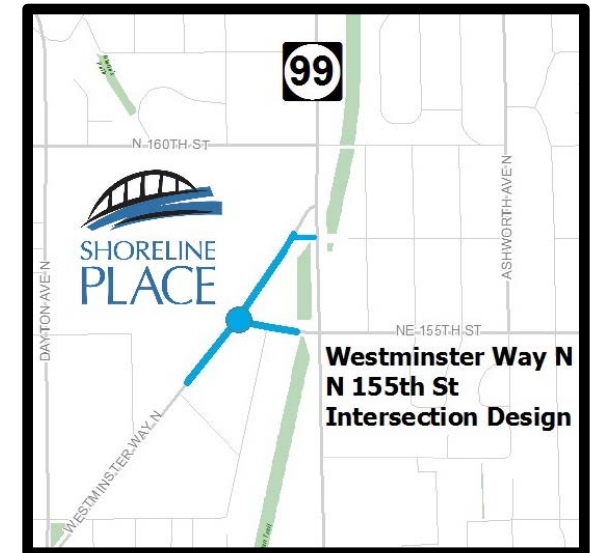 99
N 160TH ST
SHORELINE
PLACE
DAYTON AVE N
ASHWORTH AVE N
NE 155TH ST
Westminster Way N
N 155th St
Intersection Design
WESTMINSTER WAY N